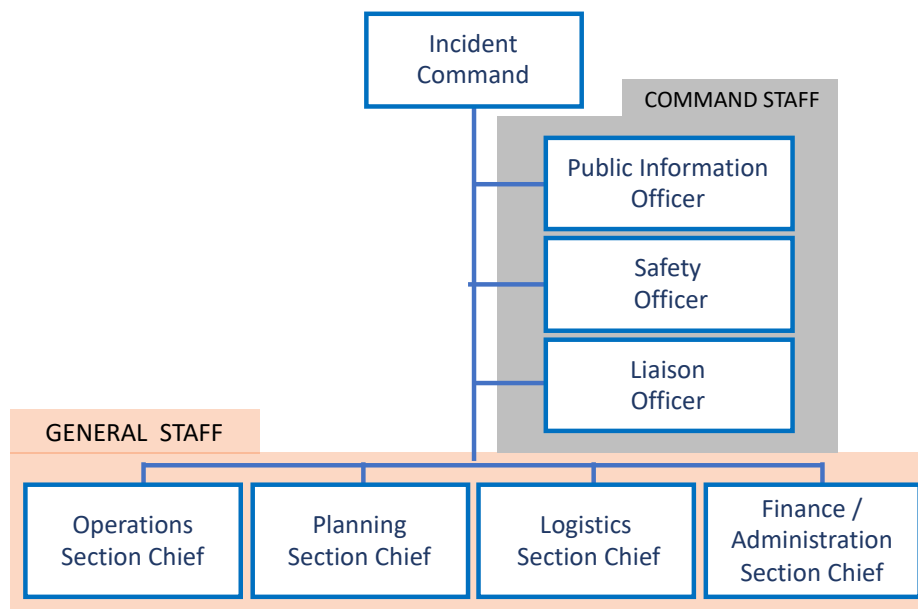 Incident
Command
COMMAND STAFF
Public Information
Officer
Safety
Officer
Liaison
Officer
GENERAL STAFF
Operations
Section Chief
Planning
Section Chief
Logistics
Section Chief
Finance /
Administration
Section Chief